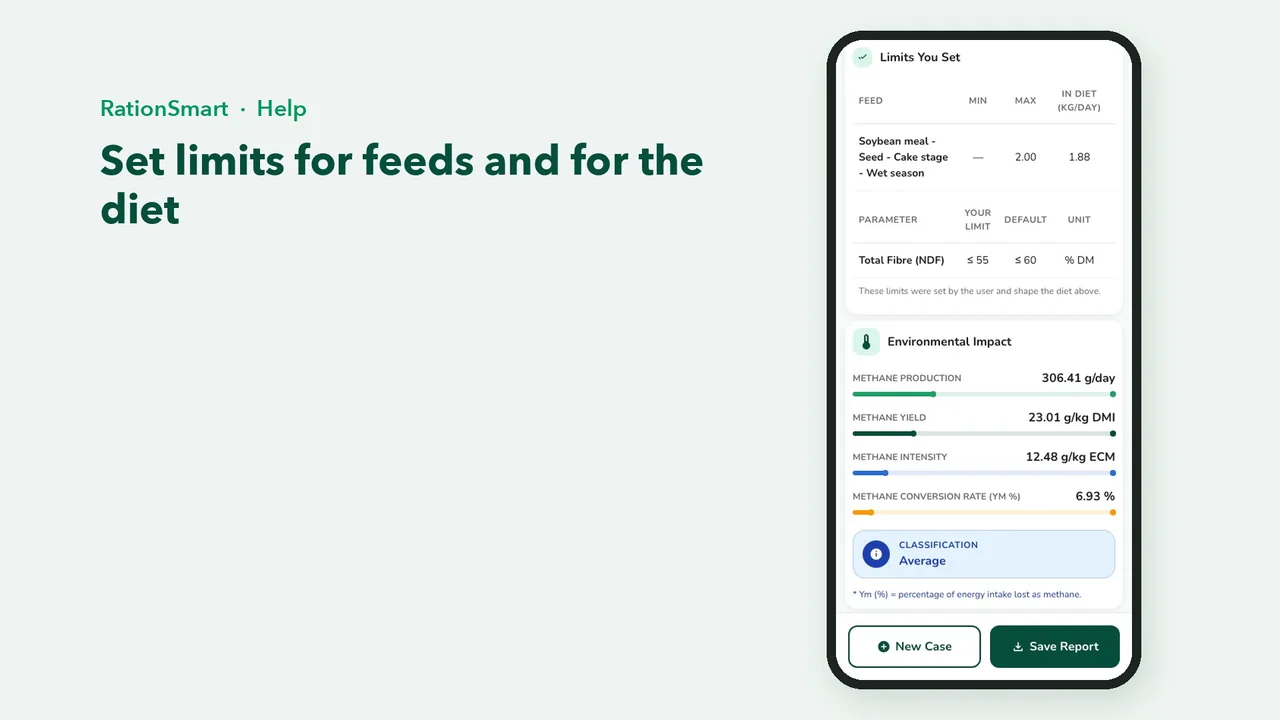 RationSmart · Help
Set limits for feeds and for the
diet
Limits You Set
FEED MIN MAX IN DIET (KG/DAY)
Soybean meal -
Seed - Cake stage — 2.00 1.88
- Wet season
PARAMETER YOUR LIMIT DEFAULT UNIT
Total Fibre (NDF) ≤ 55 ≤ 60 % DM
These limits were set by the user and shape the diet above.
Environmental Impact
METHANE PRODUCTION 306.41 g/day
METHANE YIELD 23.01 g/kg DMI
METHANE INTENSITY 12.48 g/kg ECM
METHANE CONVERSION RATE (YM %) 6.93 %
CLASSIFICATION
Average
* Ym (%) = percentage of energy intake lost as methane.
New Case Save Report